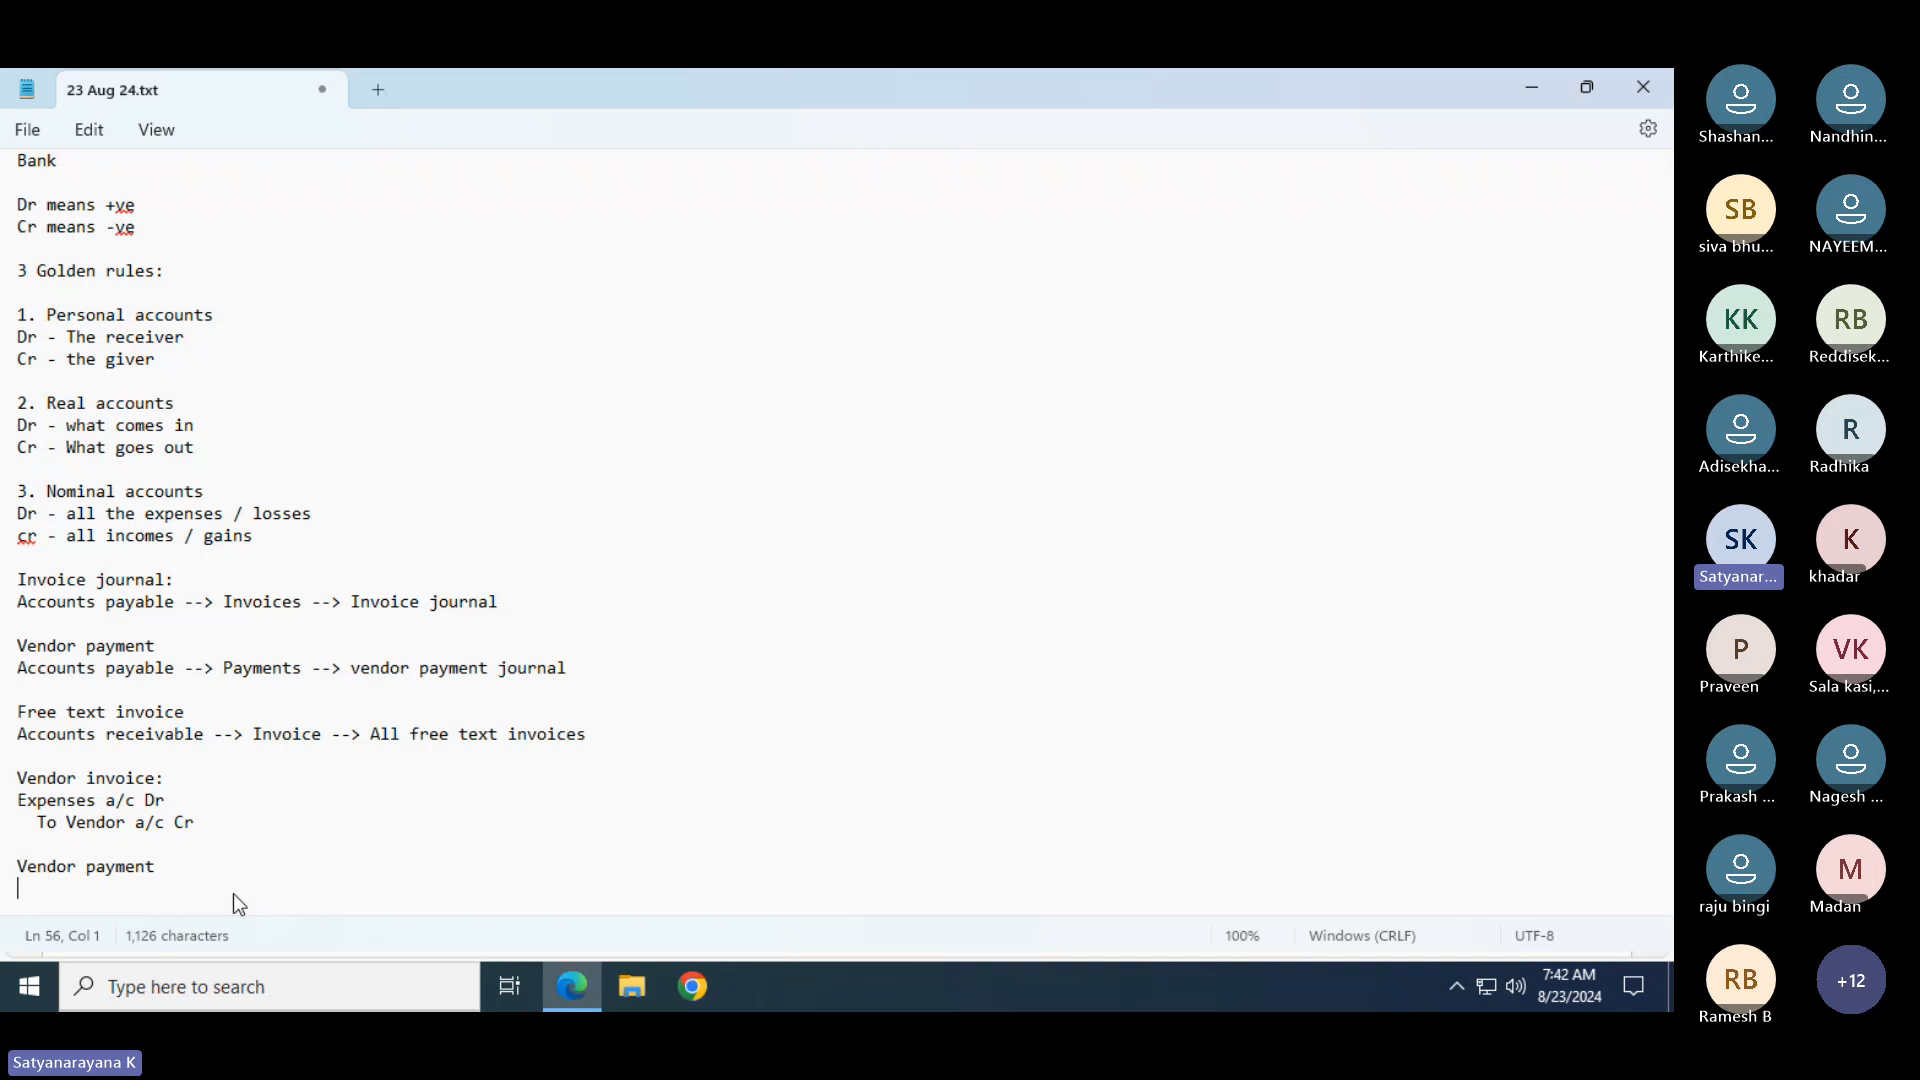 23 Aug 24.txt
File Edit View
Bank
Dr means +ve
Cr means -ve
3 Golden rules:
1. Personal accounts
Dr - The receiver
Cr - the giver
2. Real accounts
Dr - what comes in
Cr - What goes out
3. Nominal accounts
Dr - all the expenses / losses
cr - all incomes / gains
Invoice journal:
Accounts payable --> Invoices --> Invoice journal
Vendor payment
Accounts payable --> Payments --> vendor payment journal
Free text invoice
Accounts receivable --> Invoice --> All free text invoices
Vendor invoice:
Expenses a/c Dr
To Vendor a/c Cr
Vendor payment
Ln 56, Col 1 1,126 characters 100% Windows (CRLF) UTF-8
Type here to search
7:42 AM
8/23/2024
Shashan... Nandhin...
SB
siva bhu... NAYEEM...
KK RB
Karthike... Reddisek...
R
Adisekha... Radhika
SK K
Satyanar... khadar
P VK
Praveen Sala kasi,...
Prakash ... Nagesh ...
M
raju bingi Madan
RB +12
Ramesh B
Satyanarayana K